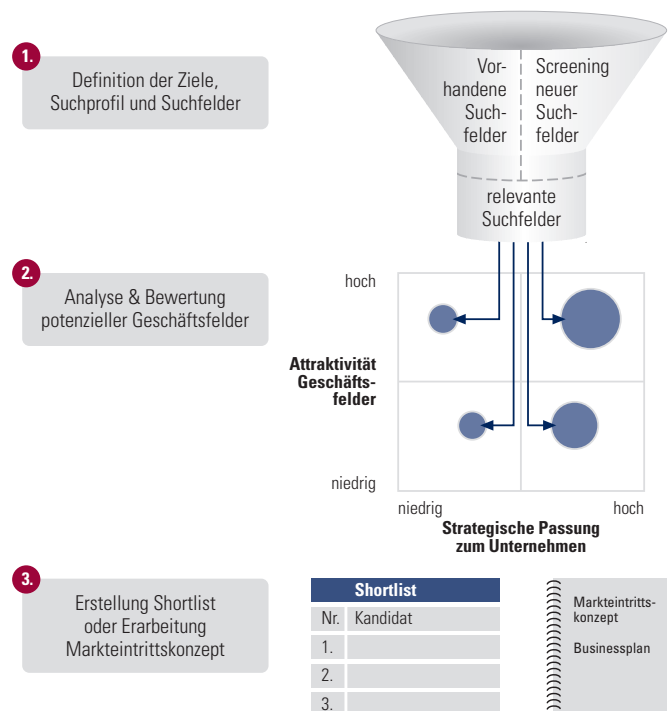 1.
Definition der Ziele,
Suchprofil und Suchfelder
Vor-
handene
Such-
felder
Screening
neuer
Such-
felder
relevante
Suchfelder
2.
Analyse & Bewertung
potenzieller Geschäftsfelder
hoch
Attraktivität
Geschäfts-
felder
niedrig
niedrig
hoch
Strategische Passung
zum Unternehmen
3.
Erstellung Shortlist
oder Erarbeitung
Markteintrittskonzept
Shortlist
Nr. Kandidat
1.
2.
3.
Markteintritts-
konzept
Businessplan